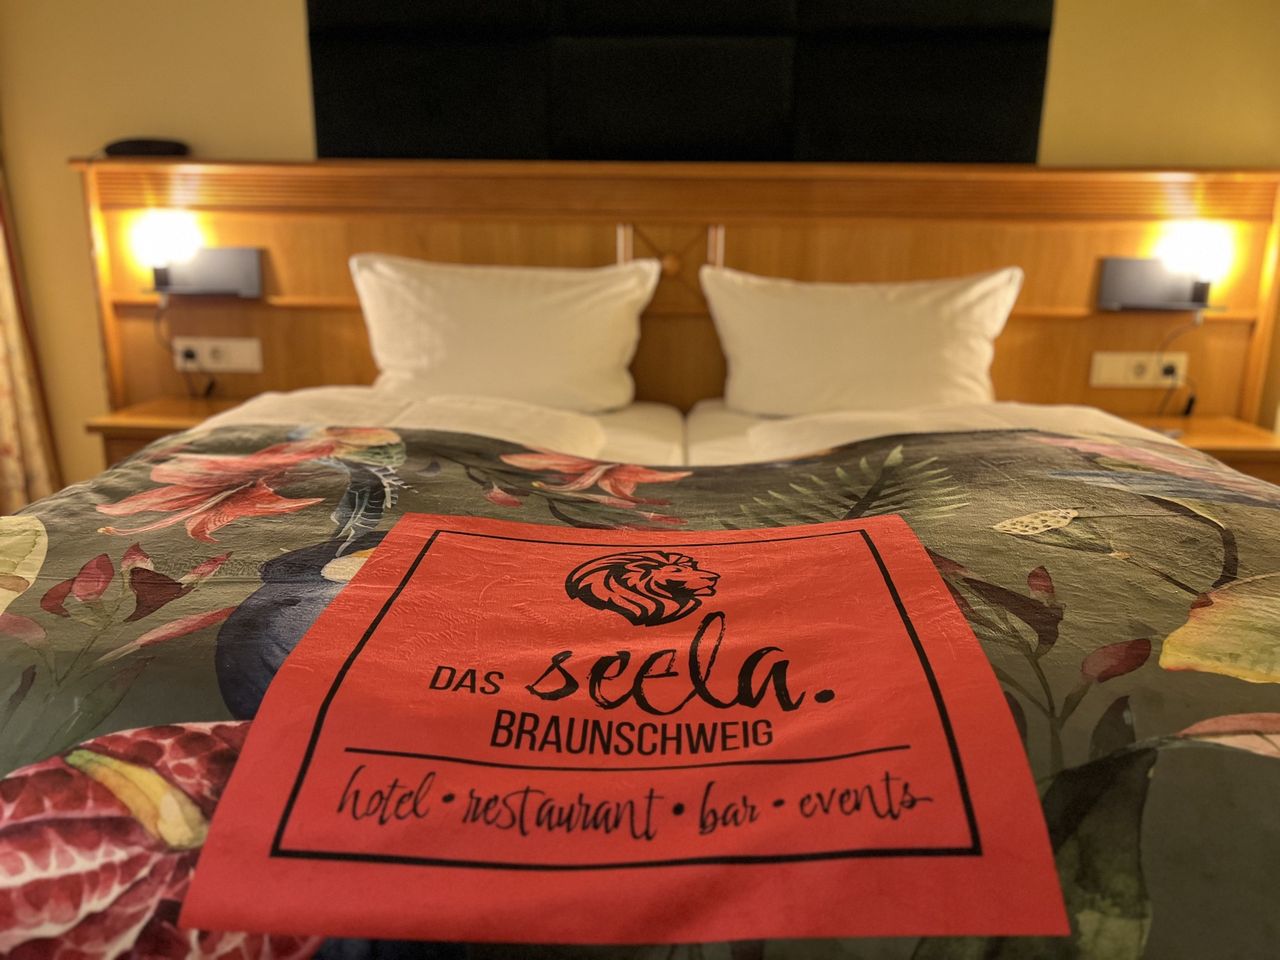 DAS seela.
BRAUNSCHWEIG
hotel • restaurant • bar • events